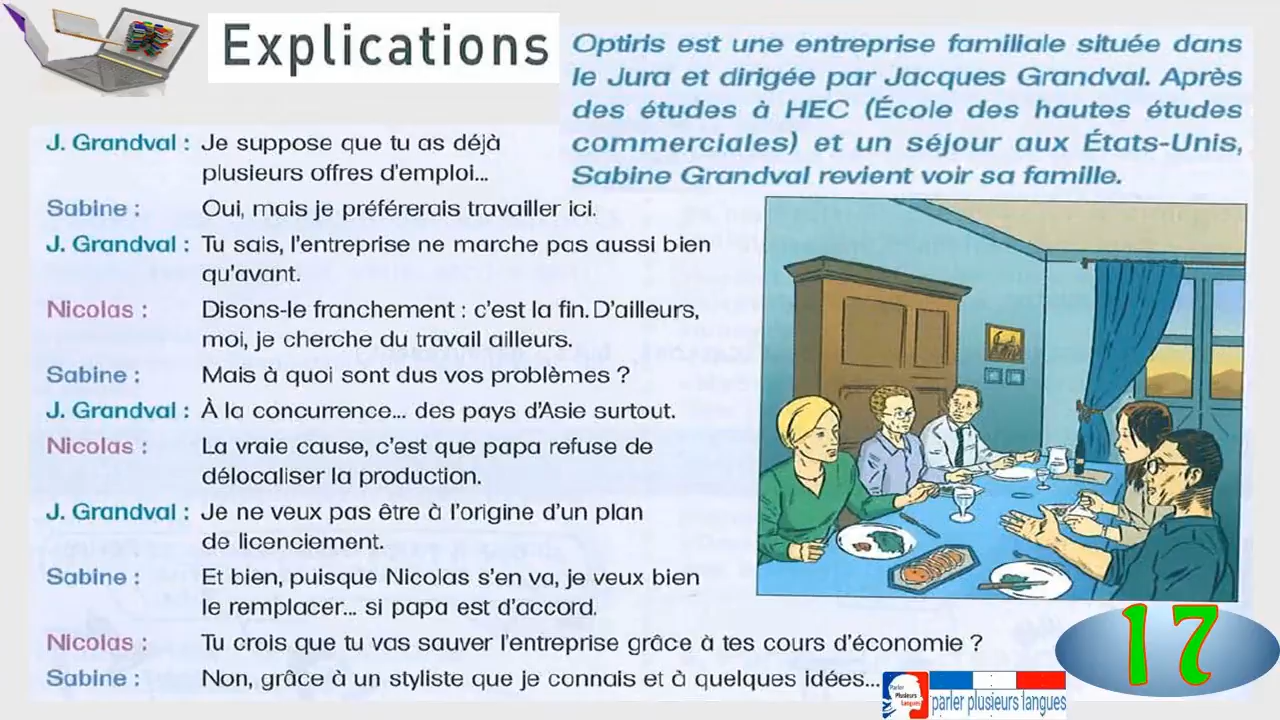 Explications
Optiris est une entreprise familiale située dans
le Jura et dirigée par Jacques Grandval. Après
des études à HEC (École des hautes études
commerciales) et un séjour aux États-Unis,
Sabine Grandval revient voir sa famille.
J. Grandval : Je suppose que tu as déjà
plusieurs offres d'emploi...
Sabine : Oui, mais je préférerais travailler ici.
J. Grandval : Tu sais, l'entreprise ne marche pas aussi bien
qu'avant.
Nicolas : Disons-le franchement : c'est la fin. D'ailleurs,
moi, je cherche du travail ailleurs.
Sabine : Mais à quoi sont dus vos problèmes ?
J. Grandval : À la concurrence... des pays d'Asie surtout.
Nicolas : La vraie cause, c'est que papa refuse de
délocaliser la production.
J. Grandval : Je ne veux pas être à l'origine d'un plan
de licenciement.
Sabine : Et bien, puisque Nicolas s'en va, je veux bien
le remplacer... si papa est d'accord.
Nicolas : Tu crois que tu vas sauver l'entreprise grâce à tes cours d'économie ?
Sabine : Non, grâce à un styliste que je connais et à quelques idées...
17
Parler
Plusieurs
Langues
parler plusieurs langues